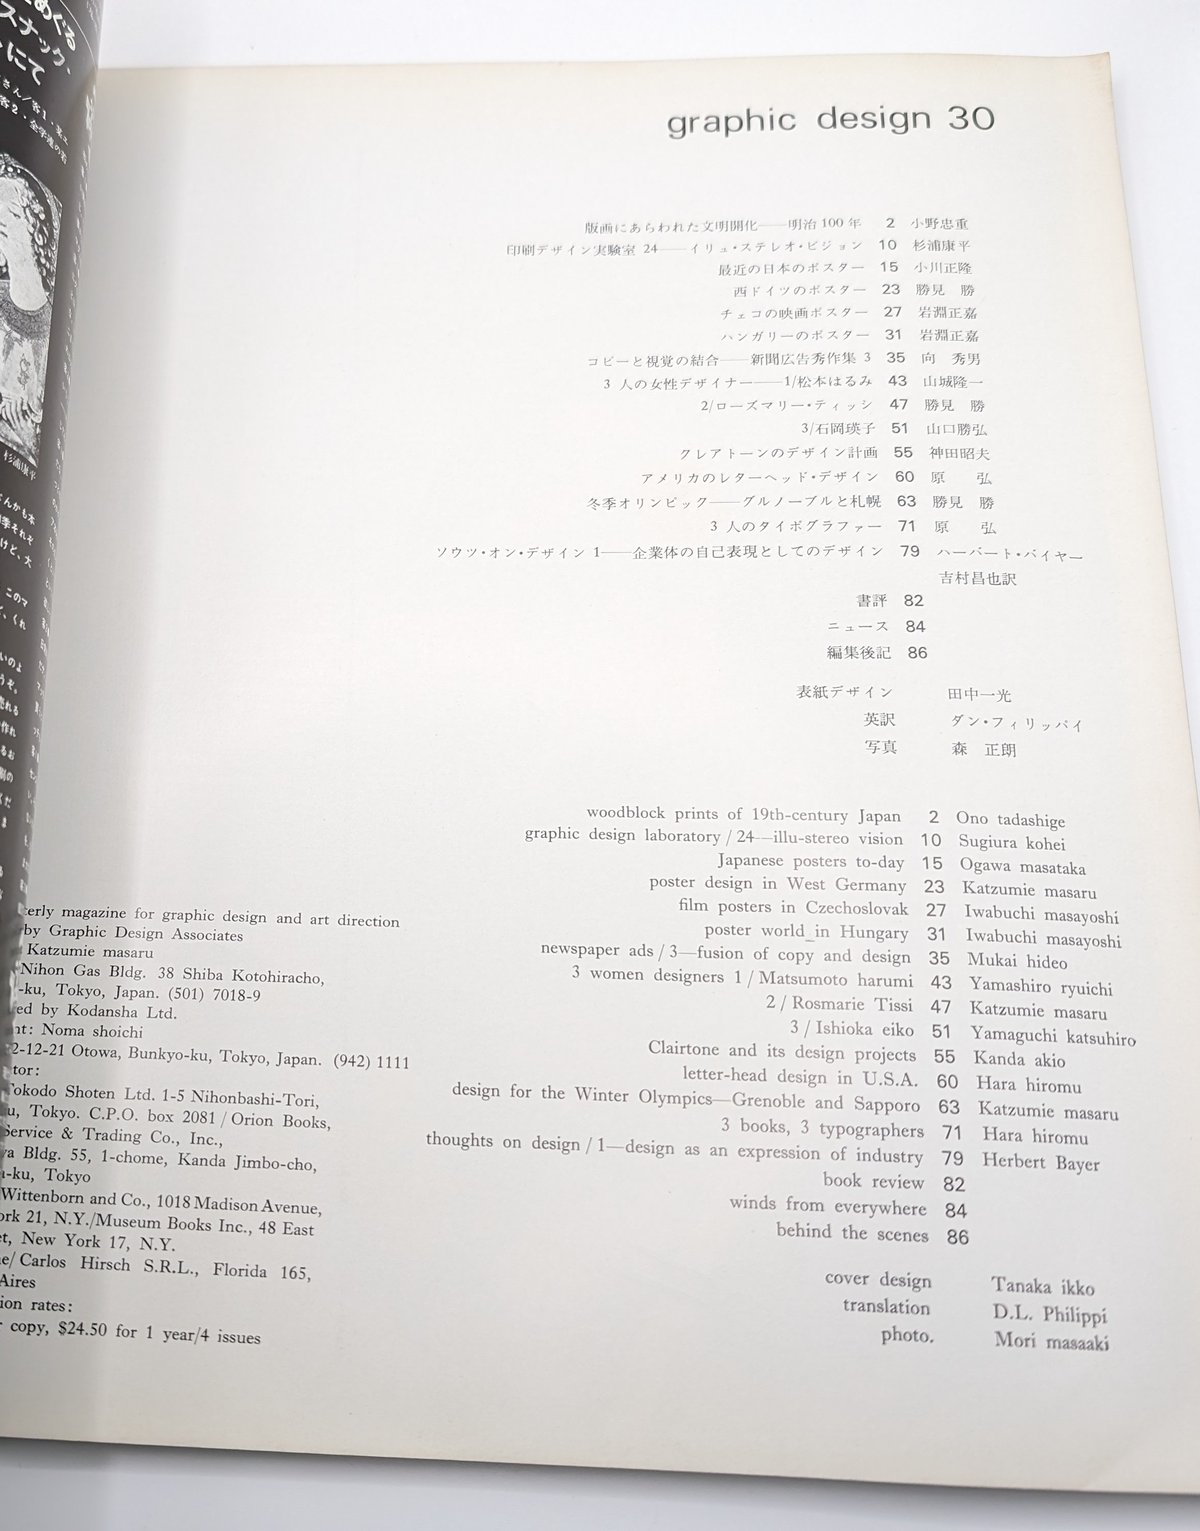 めぐる
スナック、
にて
杉浦康平
graphic design 30
版画にあらわれた文明開化――明治100年 2 小野忠重
印刷デザイン実験室 24――イリュ・ステレオ・ビジョン 10 杉浦康平
最近の日本のポスター 15 小川正隆
西ドイツのポスター 23 勝見 勝
チェコの映画ポスター 27 岩淵正嘉
ハンガリーのポスター 31 岩淵正嘉
コピーと視覚の結合――新聞広告秀作集 3 35 向 秀男
3 人の女性デザイナー――1/松本はるみ 43 山城隆一
2/ローズマリー・ティッシ 47 勝見 勝
3/石岡瑛子 51 山口勝弘
クレアトーンのデザイン計画 55 神田昭夫
アメリカのレターヘッド・デザイン 60 原 弘
冬季オリンピック――グルノーブルと札幌 63 勝見 勝
3 人のタイポグラファー 71 原 弘
ソウツ・オン・デザイン 1――企業体の自己表現としてのデザイン 79 ハーバート・バイヤー
吉村昌也訳
書評 82
ニュース 84
編集後記 86
表紙デザイン 田中一光
英訳 ダン・フィリッパイ
写真 森 正朗
woodblock prints of 19th-century Japan 2 Ono tadashige
graphic design laboratory / 24—illu-stereo vision 10 Sugiura kohei
Japanese posters to-day 15 Ogawa masataka
poster design in West Germany 23 Katzumie masaru
film posters in Czechoslovak 27 Iwabuchi masayoshi
poster world_in Hungary 31 Iwabuchi masayoshi
newspaper ads / 3—fusion of copy and design 35 Mukai hideo
3 women designers 1 / Matsumoto harumi 43 Yamashiro ryuichi
2 / Rosmarie Tissi 47 Katzumie masaru
3 / Ishioka eiko 51 Yamaguchi katsuhiro
Clairtone and its design projects 55 Kanda akio
letter-head design in U.S.A. 60 Hara hiromu
design for the Winter Olympics—Grenoble and Sapporo 63 Katzumie masaru
3 books, 3 typographers 71 Hara hiromu
thoughts on design / 1—design as an expression of industry 79 Herbert Bayer
book review 82
winds from everywhere 84
behind the scenes 86
cover design Tanaka ikko
translation D.L. Philippi
photo. Mori masaaki
erly magazine for graphic design and art direction
by Graphic Design Associates
Katzumie masaru
Nihon Gas Bldg. 38 Shiba Kotohiracho,
-ku, Tokyo, Japan. (501) 7018-9
ed by Kodansha Ltd.
nt: Noma shoichi
2-12-21 Otowa, Bunkyo-ku, Tokyo, Japan. (942) 1111
tor:
Tokodo Shoten Ltd. 1-5 Nihonbashi-Tori,
u, Tokyo. C.P.O. box 2081 / Orion Books,
Service & Trading Co., Inc.,
ya Bldg. 55, 1-chome, Kanda Jimbo-cho,
-ku, Tokyo
Wittenborn and Co., 1018 Madison Avenue,
ork 21, N.Y./Museum Books Inc., 48 East
et, New York 17, N.Y.
e/ Carlos Hirsch S.R.L., Florida 165,
Aires
ion rates:
copy, $24.50 for 1 year/4 issues